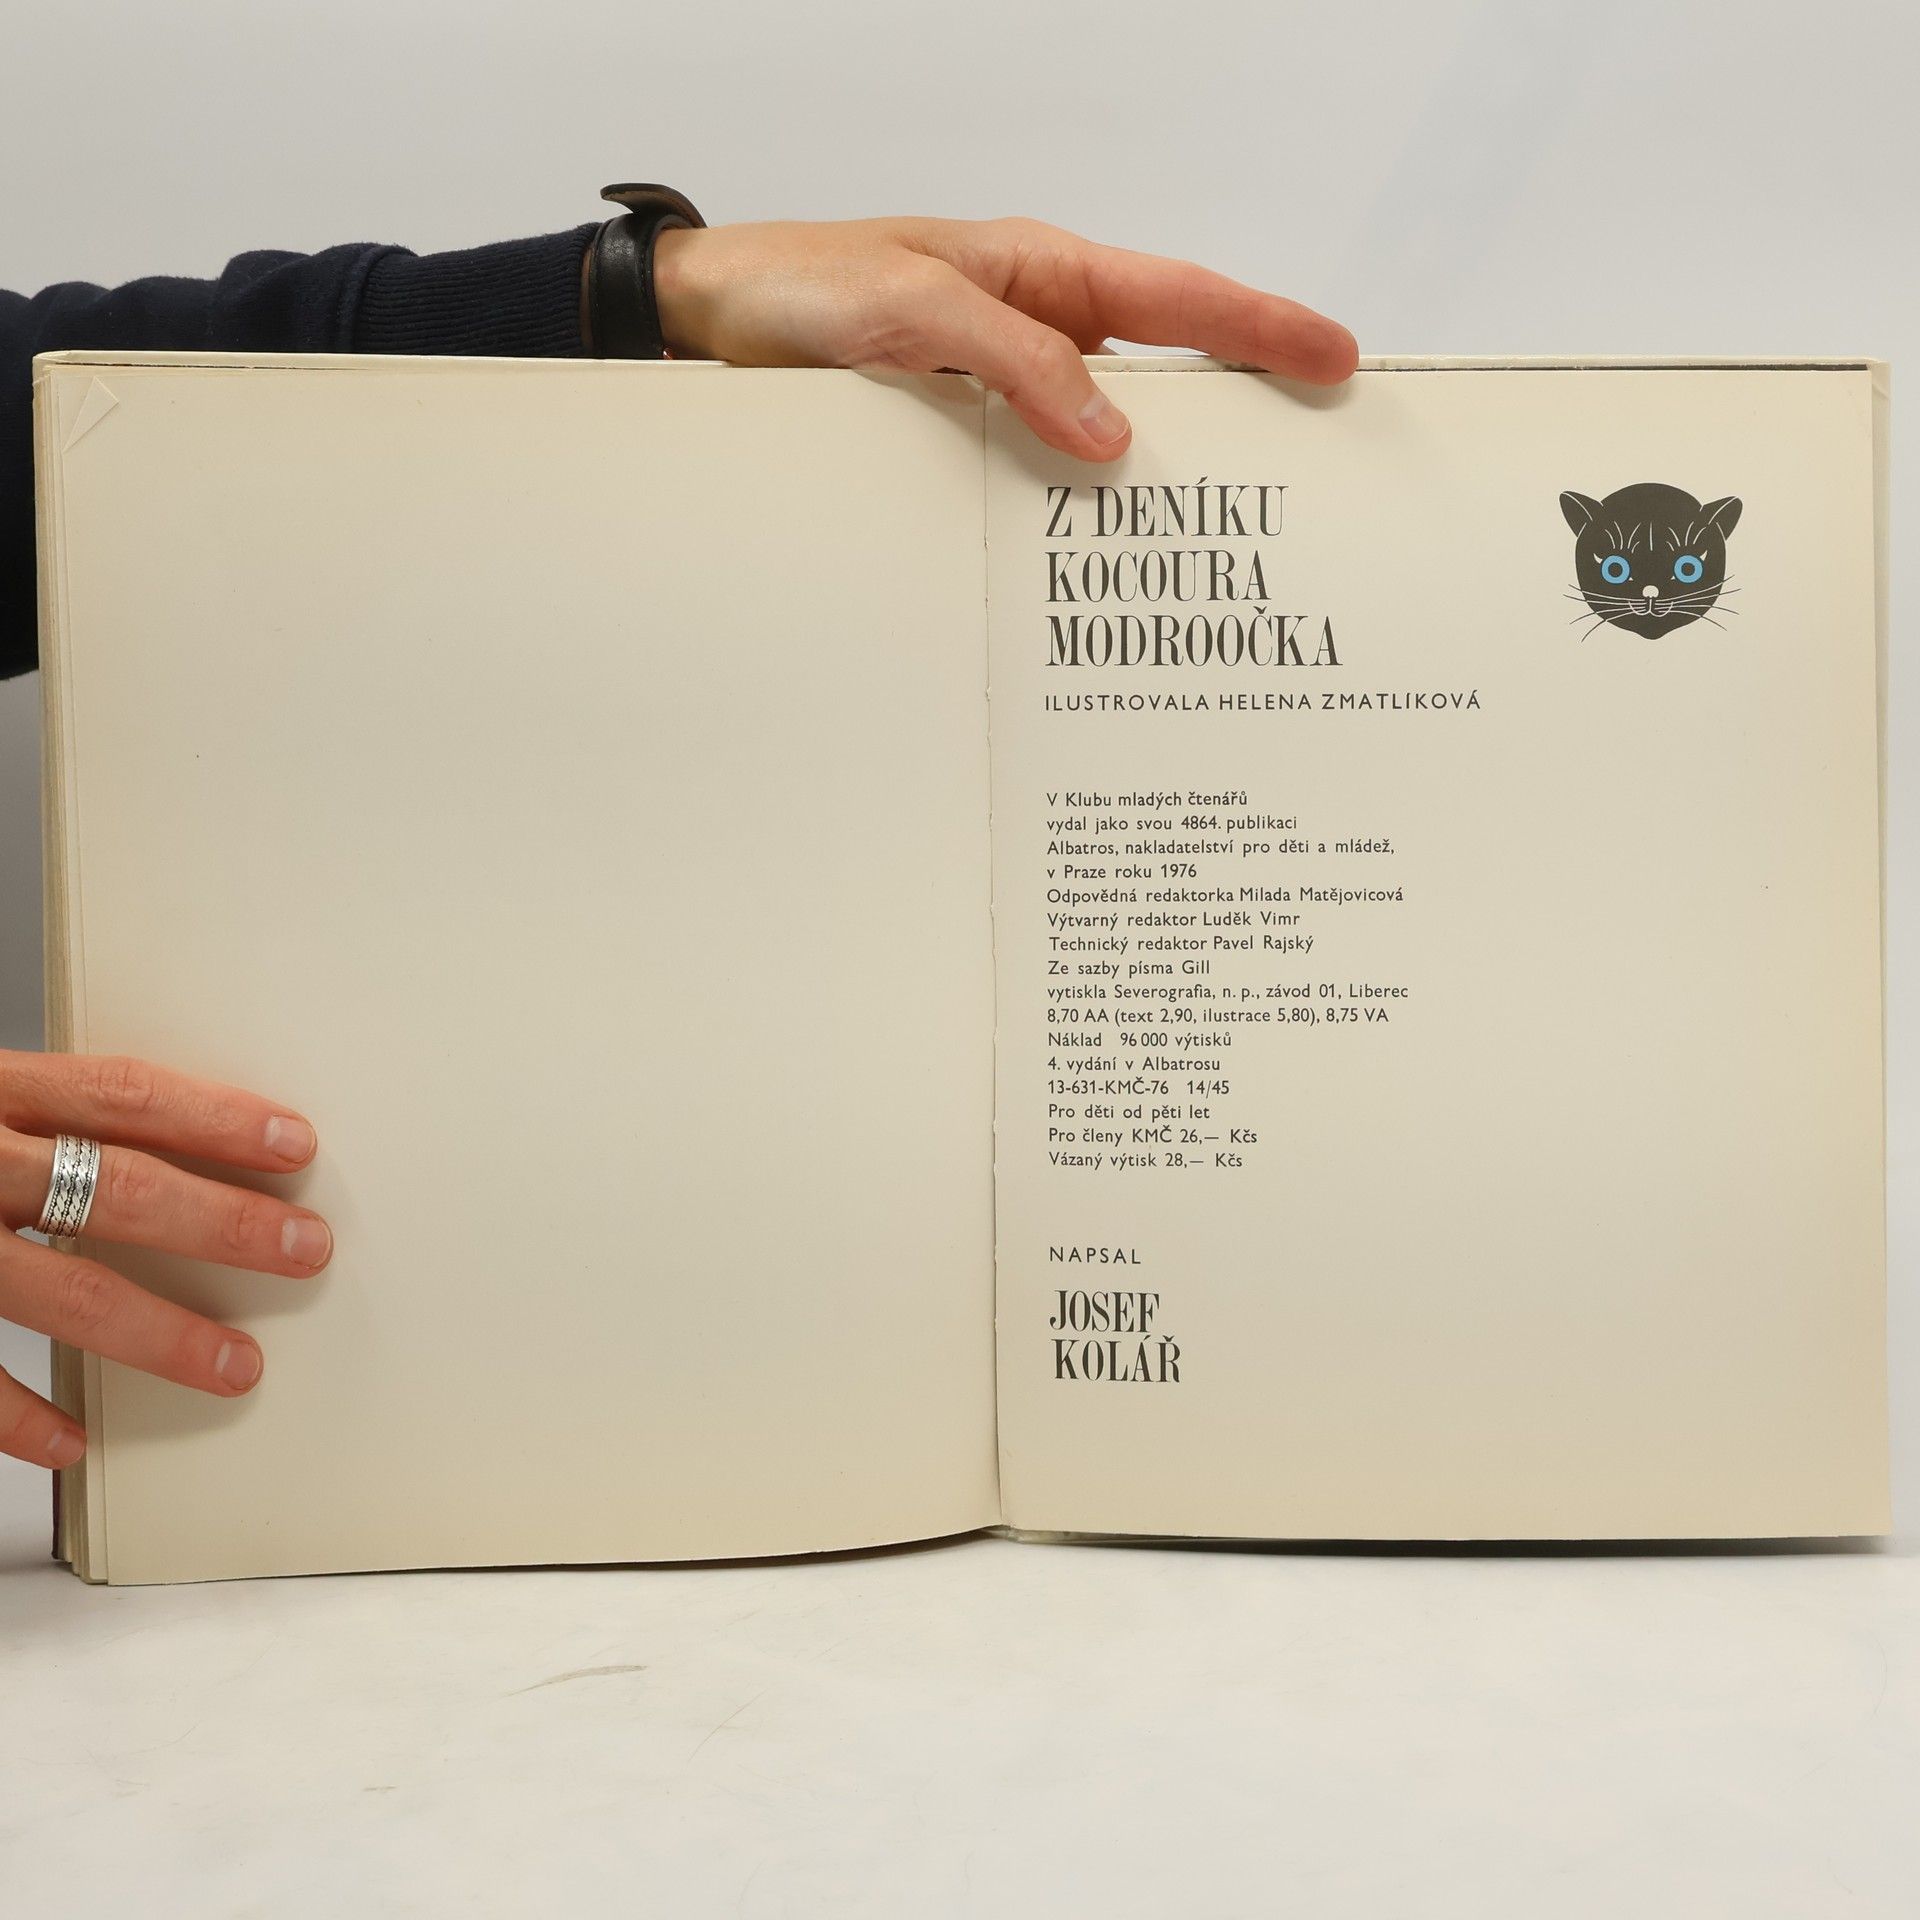 Z DENÍKU
KOCOURA
MODROOČKA
ILUSTROVALA HELENA ZMATLÍKOVÁ
V Klubu mladých čtenářů
vydal jako svou 4864. publikaci
Albatros, nakladatelství pro děti a mládež,
v Praze roku 1976
Odpovědná redaktorka Milada Matějovicová
Výtvarný redaktor Luděk Vimr
Technický redaktor Pavel Rajský
Ze sazby písma Gill
vytiskla Severografia, n. p., závod 01, Liberec
8,70 AA (text 2,90, ilustrace 5,80), 8,75 VA
Náklad 96 000 výtisků
4. vydání v Albatrosu
13-631-KMČ-76 14/45
Pro děti od pěti let
Pro členy KMČ 26,— Kčs
Vázaný výtisk 28,— Kčs
NAPSAL
JOSEF
KOLÁŘ